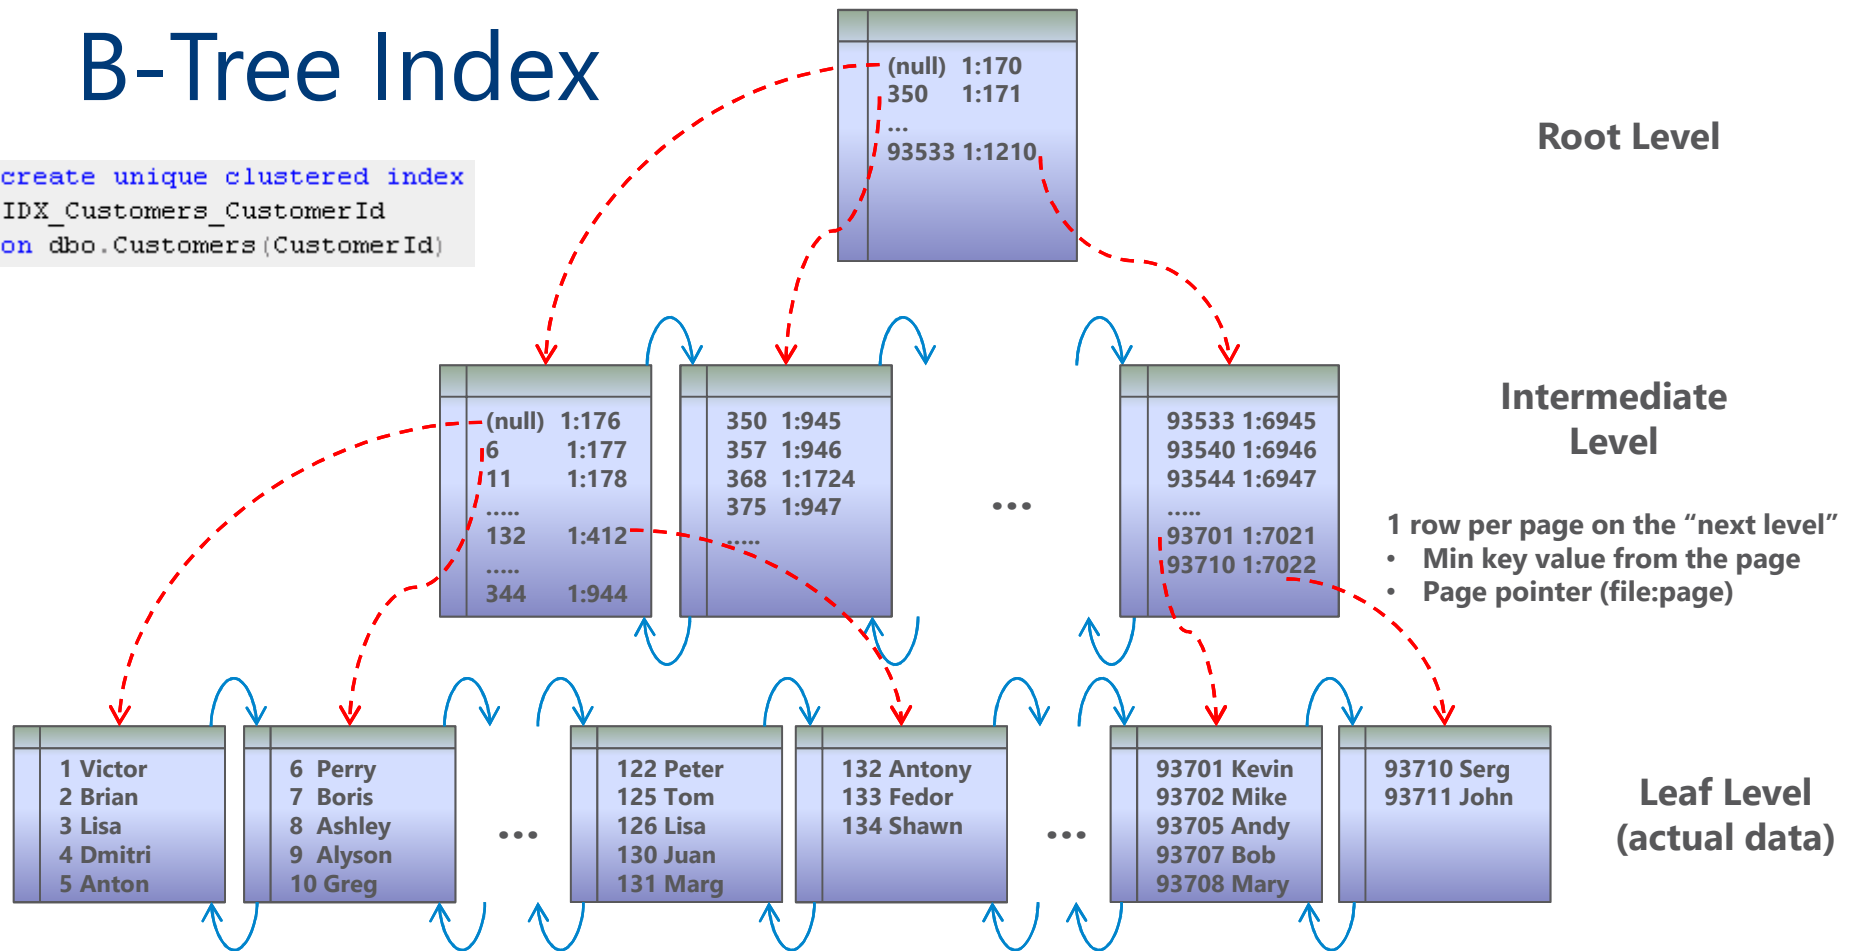 B-Tree Index
create unique clustered index
IDX_Customers_CustomerId
on dbo.Customers(CustomerId)
(null) 1:170
350 1:171
...
93533 1:1210
Root Level
(null) 1:176
6 1:177
11 1:178
.....
132 1:412
.....
344 1:944
350 1:945
357 1:946
368 1:1724
375 1:947
.....
...
93533 1:6945
93540 1:6946
93544 1:6947
.....
93701 1:7021
93710 1:7022
Intermediate
Level
1 row per page on the “next level”
• Min key value from the page
• Page pointer (file:page)
1 Victor
2 Brian
3 Lisa
4 Dmitri
5 Anton
6 Perry
7 Boris
8 Ashley
9 Alyson
10 Greg
...
122 Peter
125 Tom
126 Lisa
130 Juan
131 Marg
132 Antony
133 Fedor
134 Shawn
...
93701 Kevin
93702 Mike
93705 Andy
93707 Bob
93708 Mary
93710 Serg
93711 John
Leaf Level
(actual data)